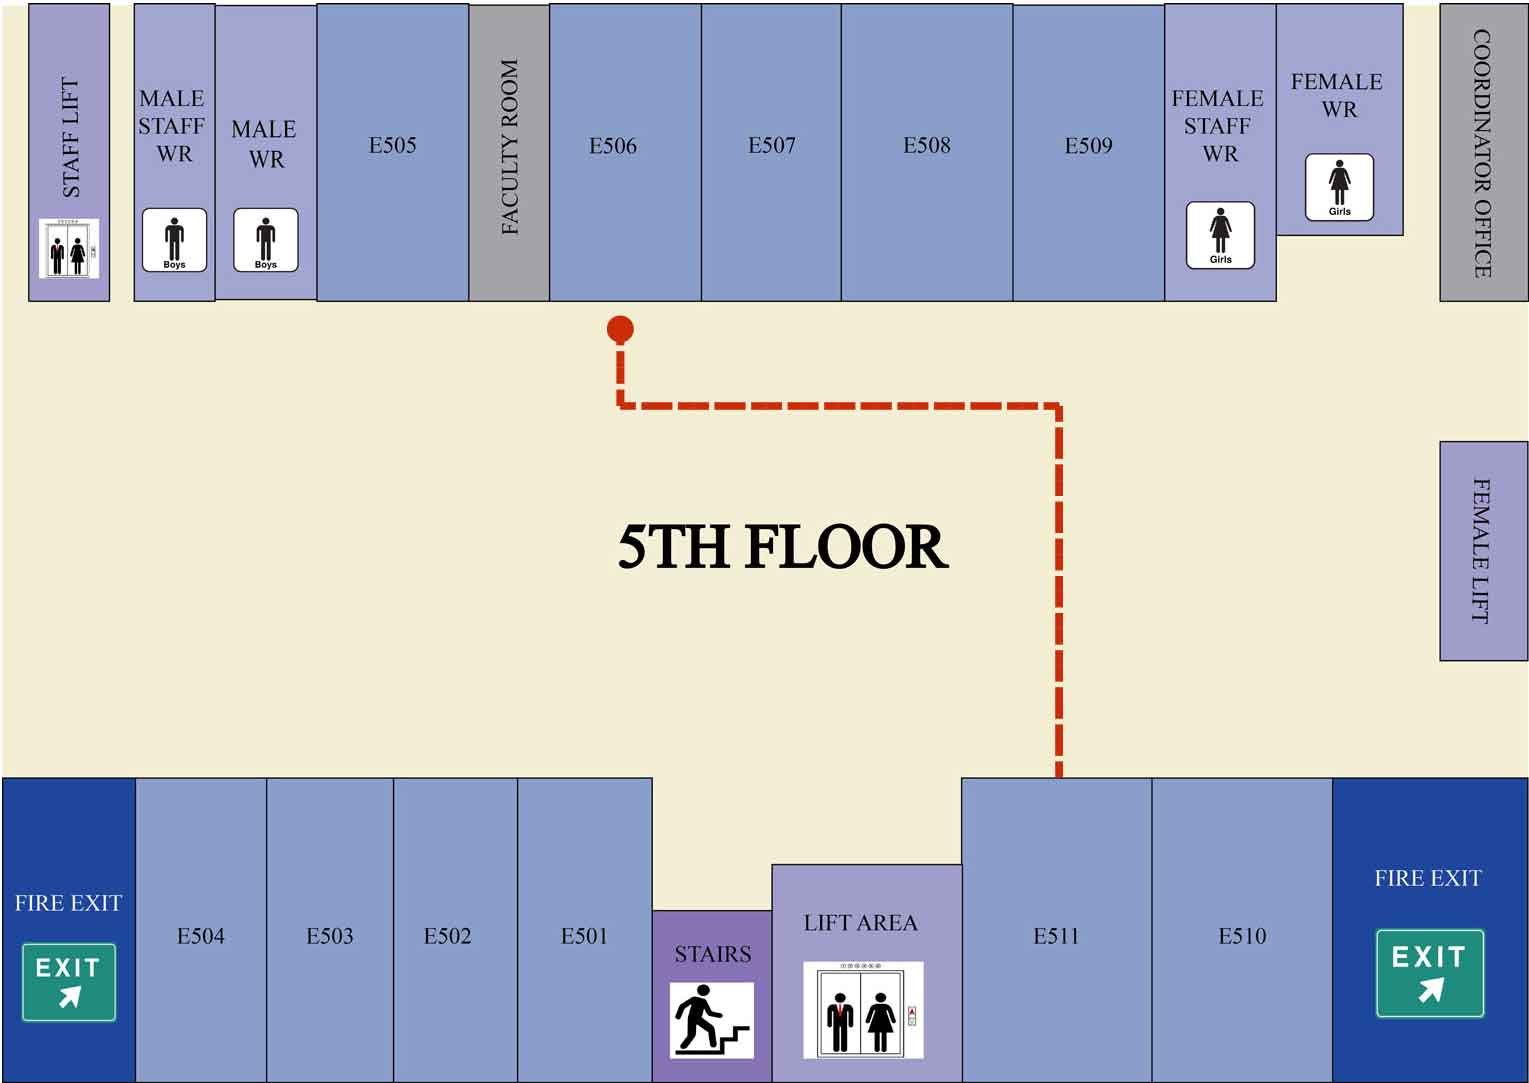 STAFF LIFT
MALE
STAFF
WR
Boys
MALE
WR
Boys
E505
FACULTY ROOM
E506
E507
E508
E509
FEMALE
STAFF
WR
Girls
FEMALE
WR
Girls
COORDINATOR OFFICE
5TH FLOOR
FEMALE LIFT
FIRE EXIT
EXIT
E504
E503
E502
E501
STAIRS
LIFT AREA
E511
E510
FIRE EXIT
EXIT